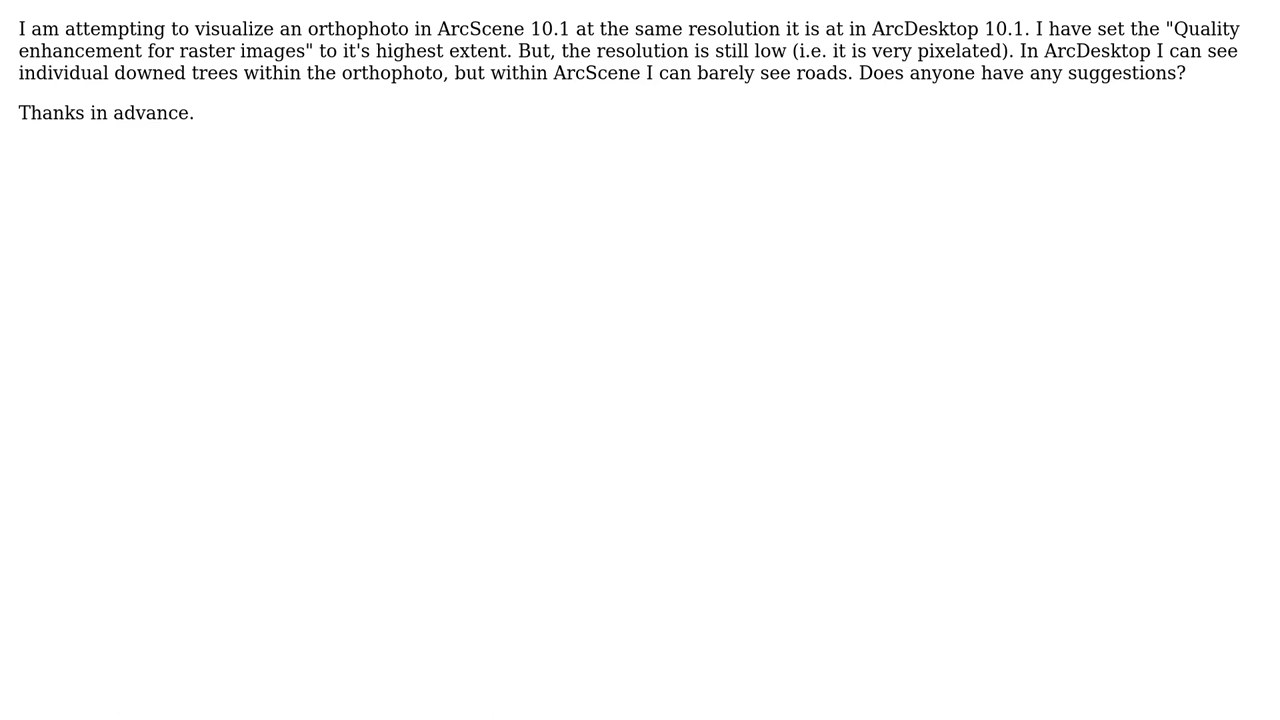 I am attempting to visualize an orthophoto in ArcScene 10.1 at the same resolution it is at in ArcDesktop 10.1. I have set the "Quality
enhancement for raster images" to it's highest extent. But, the resolution is still low (i.e. it is very pixelated). In ArcDesktop I can see
individual downed trees within the orthophoto, but within ArcScene I can barely see roads. Does anyone have any suggestions?
Thanks in advance.